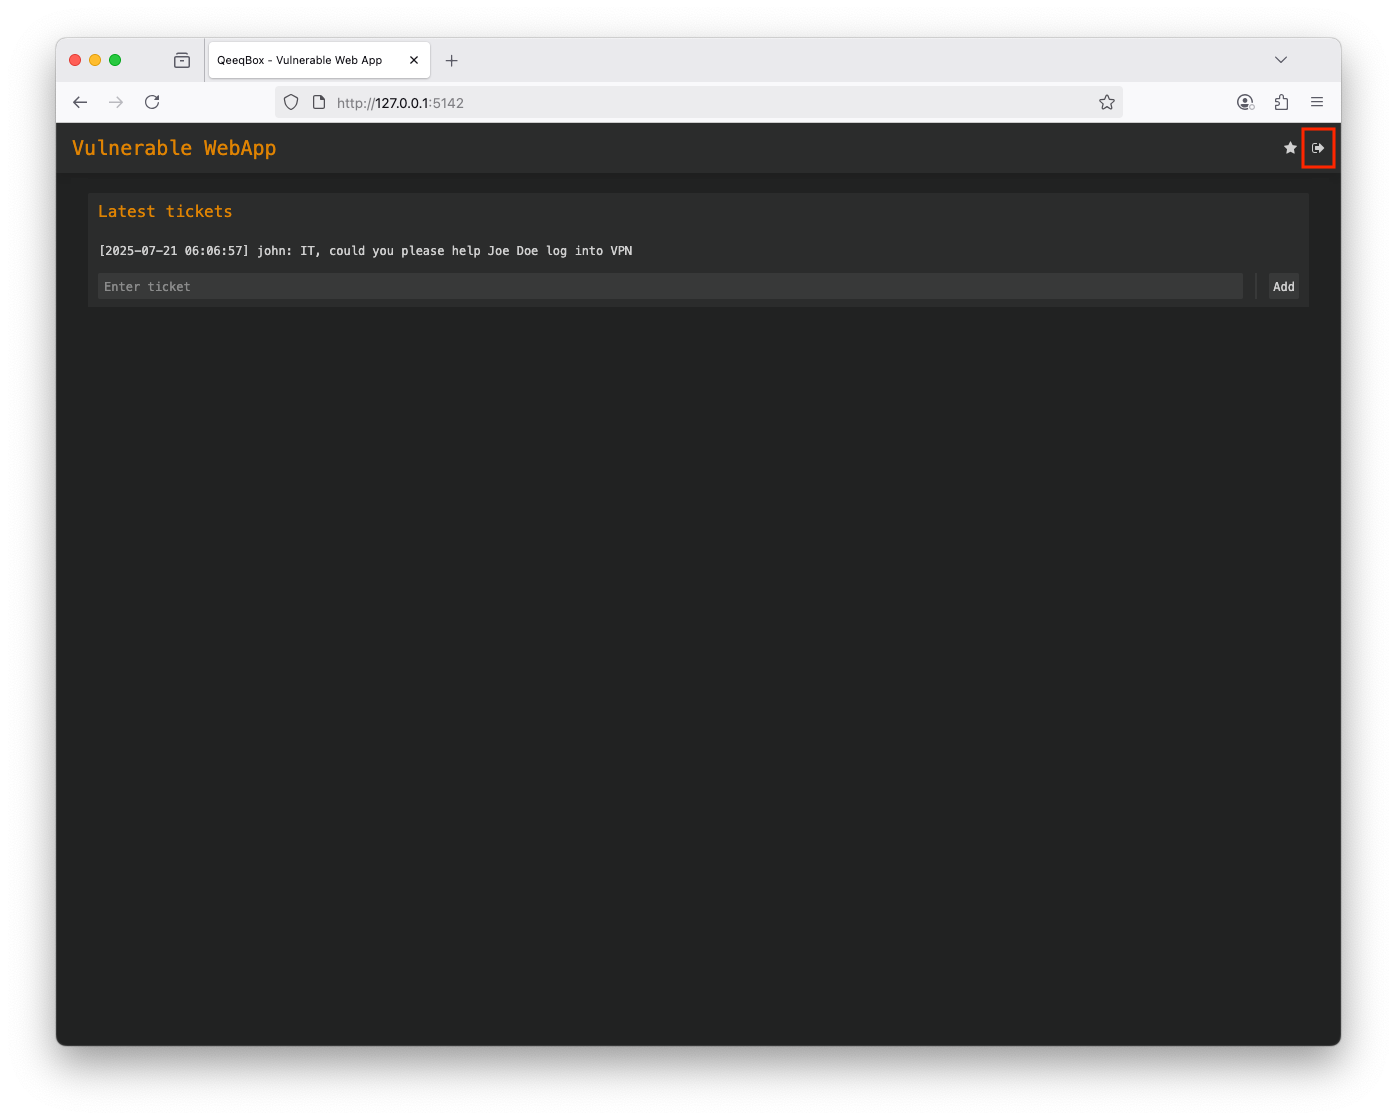 QeeqBox - Vulnerable Web App
http://127.0.0.1:5142
Vulnerable WebApp
Latest tickets
[2025-07-21 06:06:57] john: IT, could you please help Joe Doe log into VPN
Enter ticket
Add